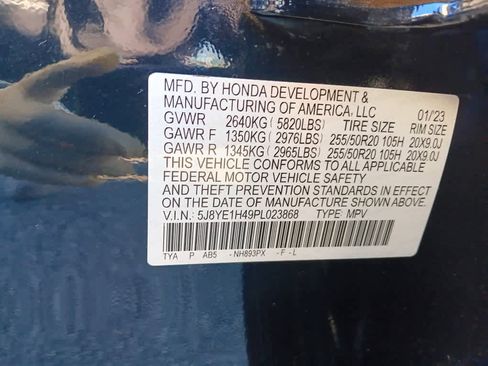 MFD. BY HONDA DEVELOPMENT &
MANUFACTURING OF AMERICA, LLC 01/23
GVWR 2640KG(5820LBS) TIRE SIZE RIM SIZE
GAWR F 1350KG(2976LBS) 255/50R20 105H 20X9.0J
GAWR R 1345KG(2965LBS) 255/50R20 105H 20X9.0J
THIS VEHICLE CONFORMS TO ALL APPLICABLE
FEDERAL MOTOR VEHICLE SAFETY
AND THEFT PREVENTION STANDARDS IN EFFECT
ON THE DATE OF MANUFACTURE SHOWN ABOVE.
V.I.N.: 5J8YE1H49PL023868 TYPE: MPV
TYA P AB5 -NH893PX -F-L